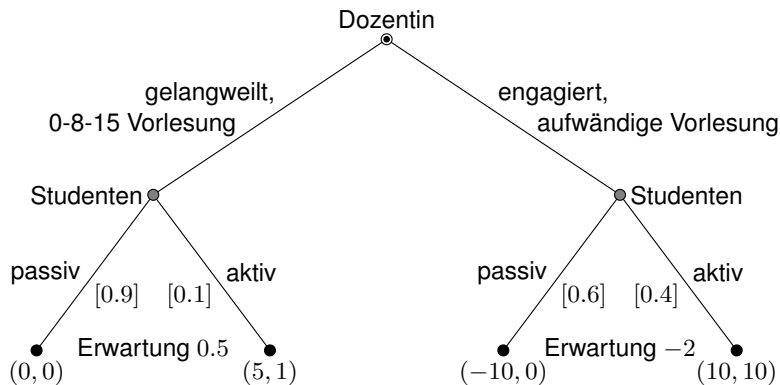 Dozentin
gelangweilt,
0-8-15 Vorlesung
engagiert,
aufwändige Vorlesung
Studenten
Studenten
passiv
aktiv
passiv
aktiv
[0.9] [0.1]
[0.6] [0.4]
Erwartung 0.5
Erwartung −2
(0, 0)
(5, 1)
(−10, 0)
(10, 10)